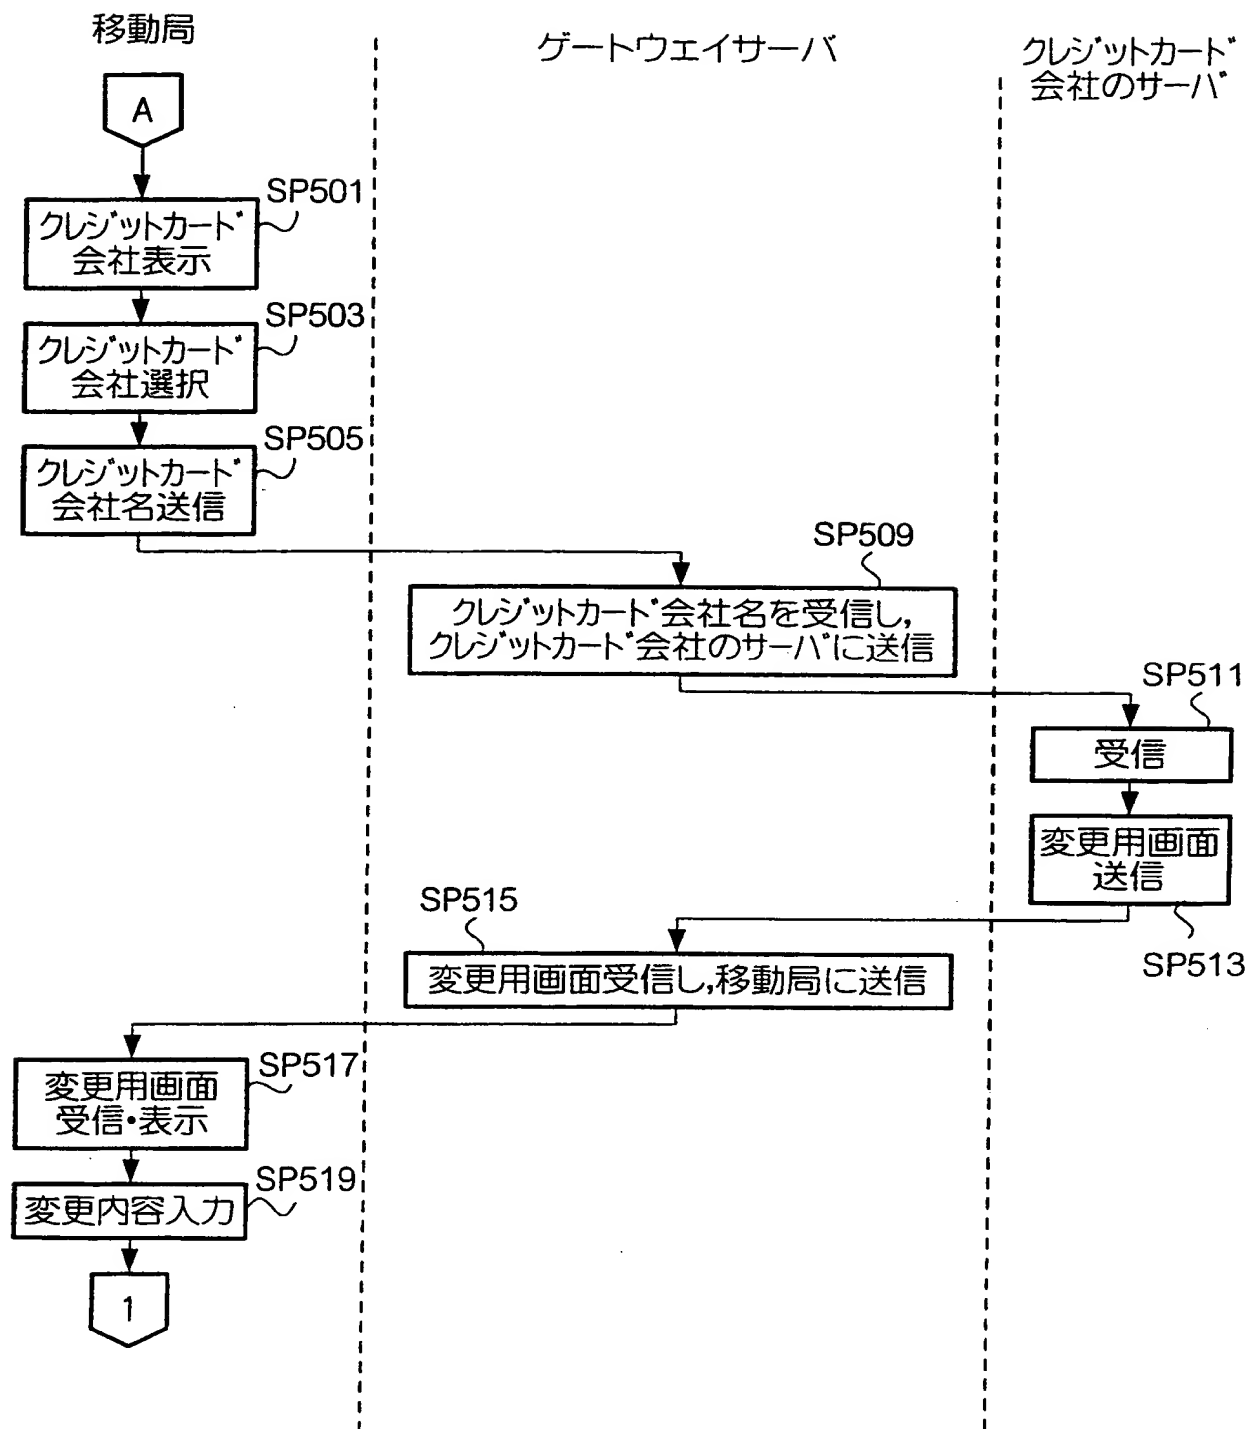 移動局
ゲートウェイサーバ
クレジットカード
会社のサーバ
A
SP501
クレジットカード
会社表示
SP503
クレジットカード
会社選択
SP505
クレジットカード
会社名送信
SP509
クレジットカード会社名を受信し,
クレジットカード会社のサーバに送信
SP511
受信
変更用画面
送信
SP513
SP515
変更用画面受信し,移動局に送信
SP517
変更用画面
受信・表示
SP519
変更内容入力
1